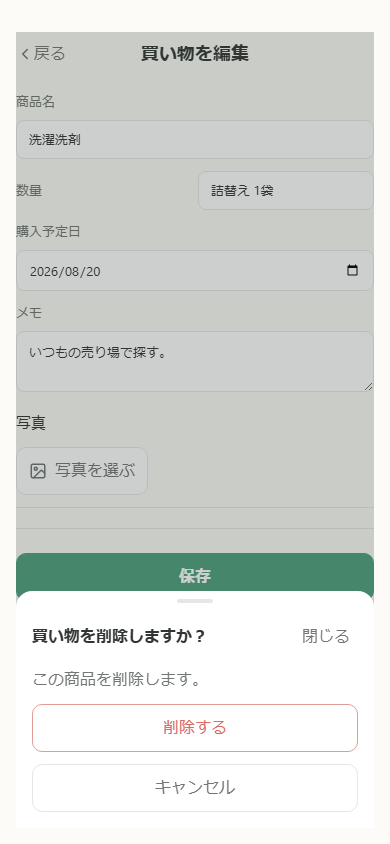 戻る
買い物を編集
商品名
洗濯洗剤
数量
詰替え 1袋
購入予定日
2026/08/20
メモ
いつもの売り場で探す。
写真
写真を選ぶ
保存
買い物を削除しますか？
閉じる
この商品を削除します。
削除する
キャンセル